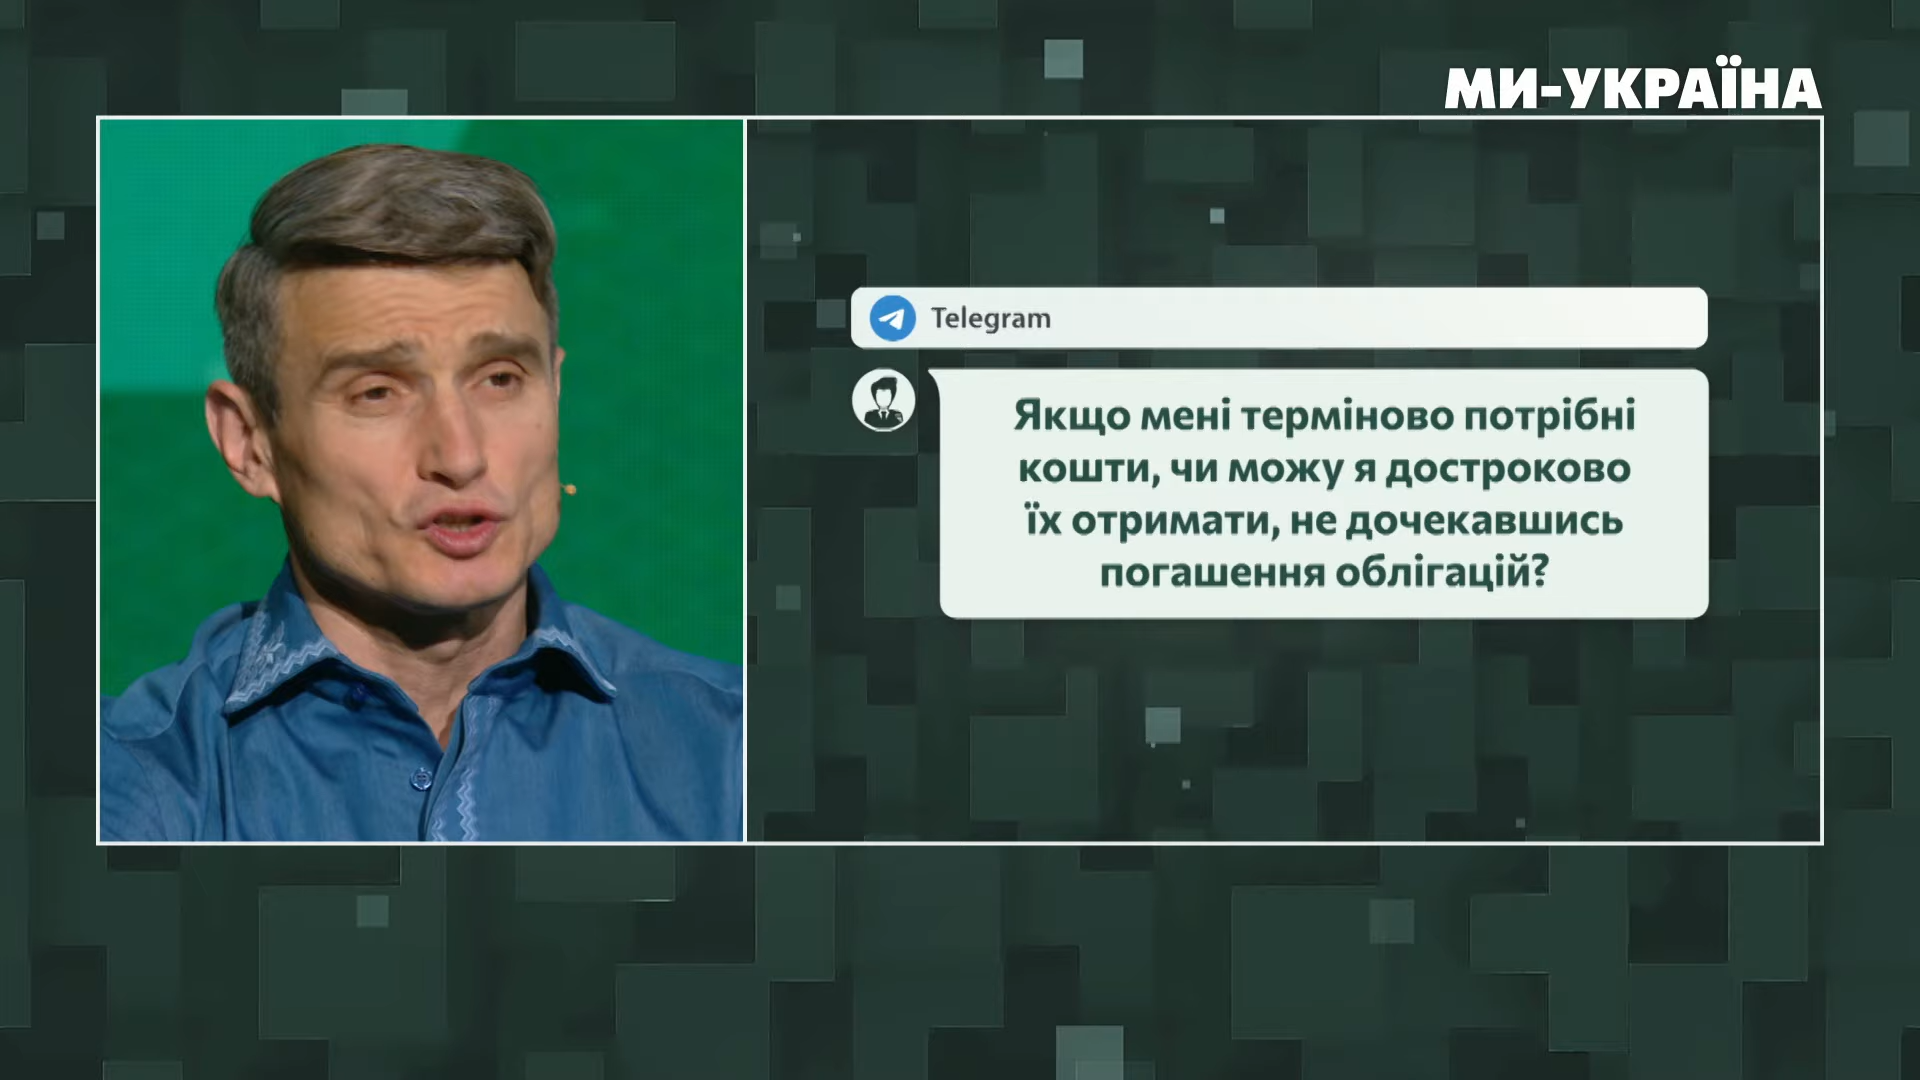 МИ-УКРАЇНА
Telegram
Якщо мені терміново потрібні
кошти, чи можу я достроково
їх отримати, не дочекавшись
погашення облігацій?